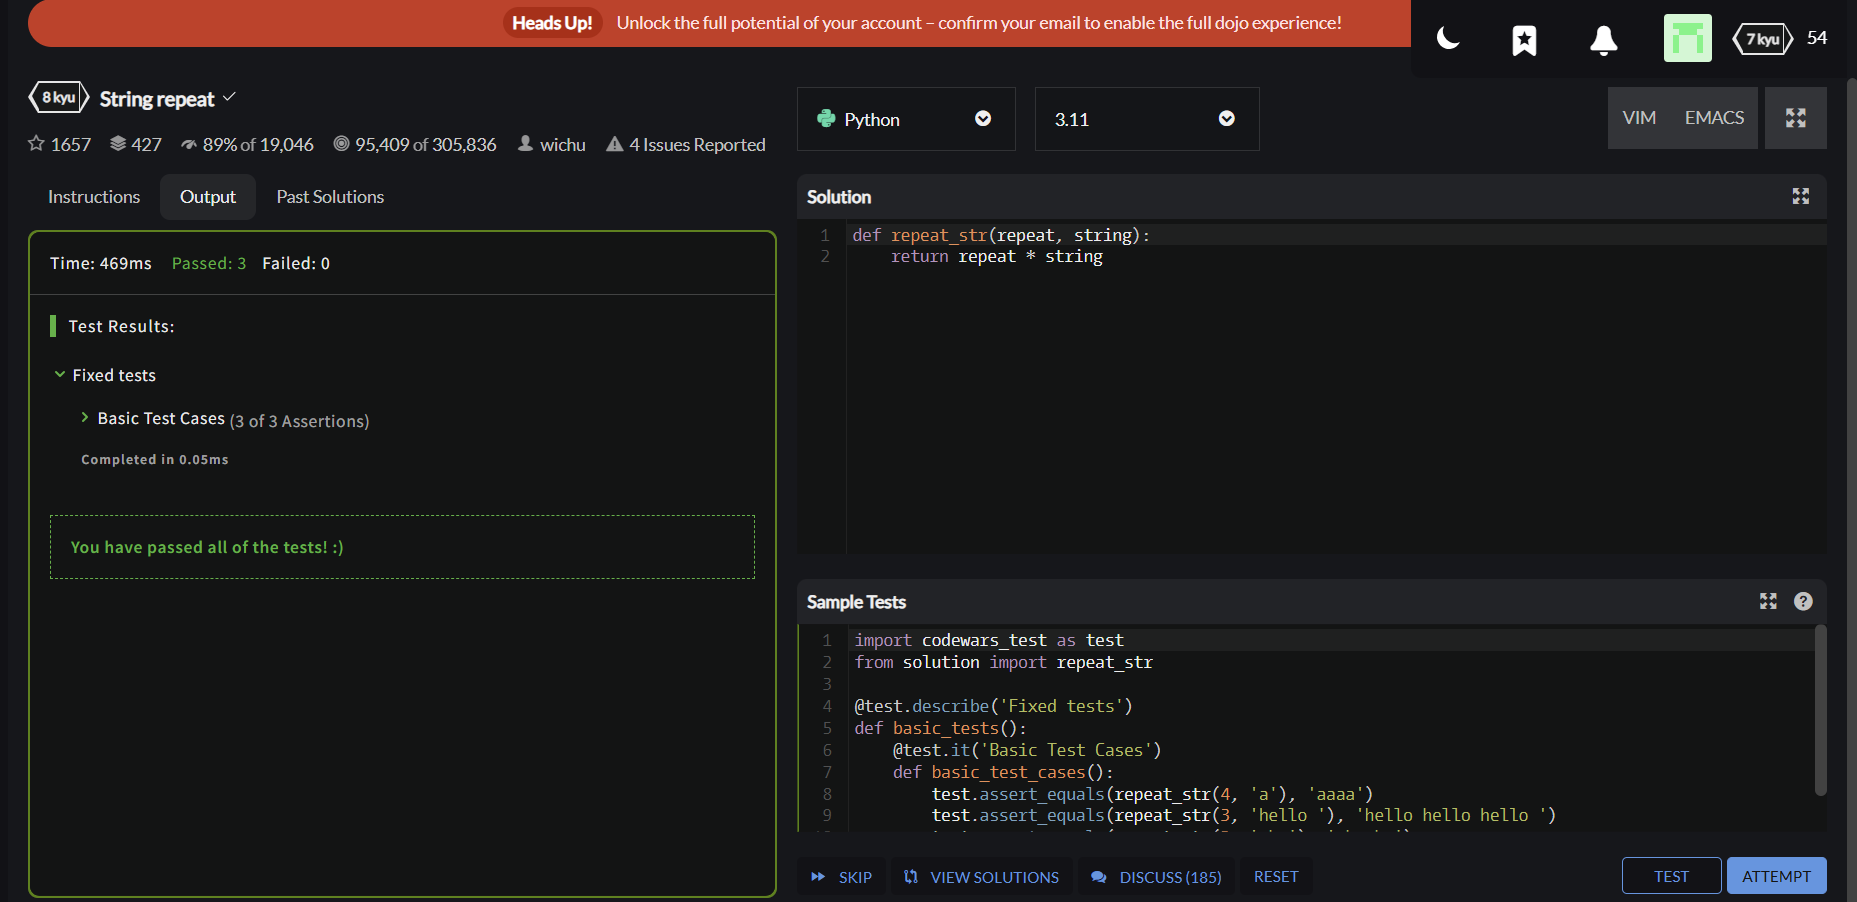 Heads Up! Unlock the full potential of your account – confirm your email to enable the full dojo experience!
7 kyu 54
8 kyu String repeat
1657 427 89% of 19,046 95,409 of 305,836 wichu 4 Issues Reported
Python 3.11 VIM EMACS
Instructions Output Past Solutions
Time: 469ms Passed: 3 Failed: 0
Test Results:
Fixed tests
Basic Test Cases (3 of 3 Assertions)
Completed in 0.05ms
You have passed all of the tests! :)
Solution
1 def repeat_str(repeat, string):
2     return repeat * string
Sample Tests
1 import codewars_test as test
2 from solution import repeat_str
3
4 @test.describe('Fixed tests')
5 def basic_tests():
6     @test.it('Basic Test Cases')
7     def basic_test_cases():
8         test.assert_equals(repeat_str(4, 'a'), 'aaaa')
9         test.assert_equals(repeat_str(3, 'hello '), 'hello hello hello ')
SKIP VIEW SOLUTIONS DISCUSS (185) RESET TEST ATTEMPT